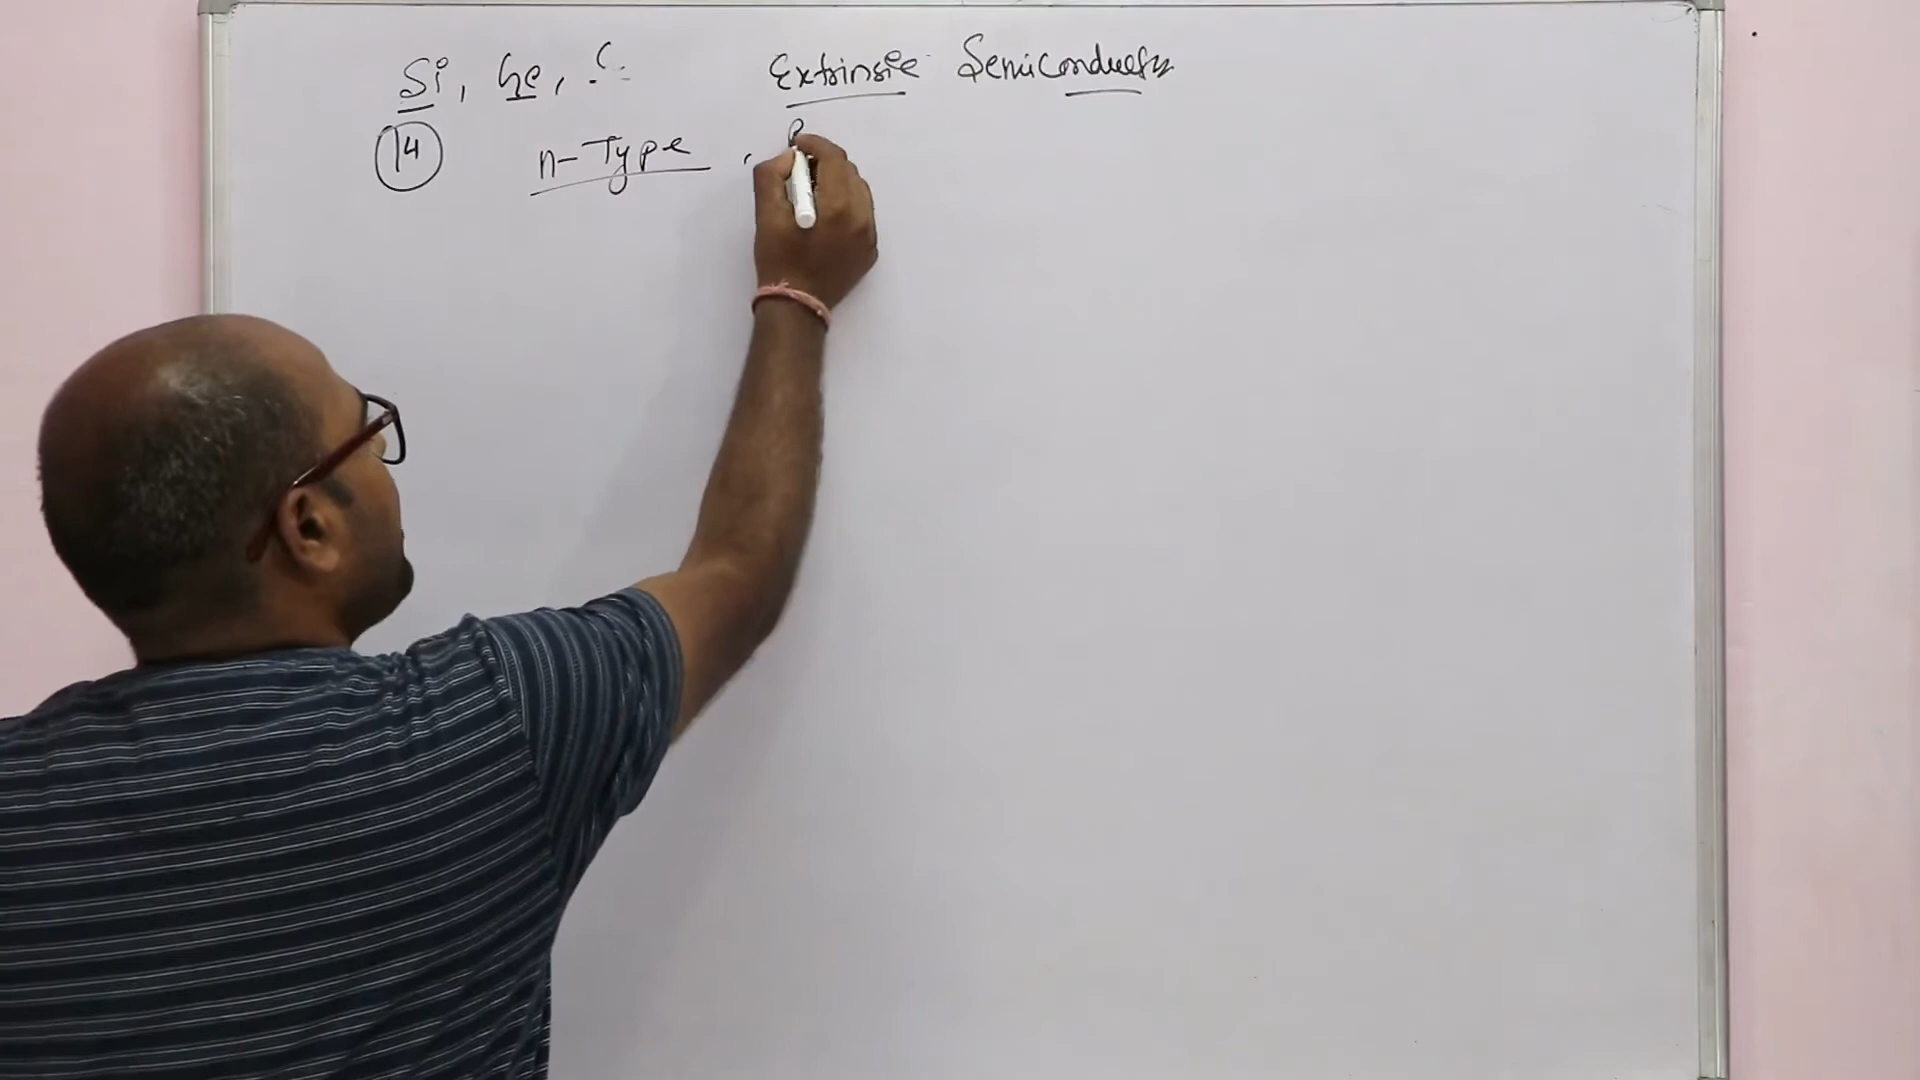 Si, Ge, C Extrinsic Semiconductor
14 n-Type , P